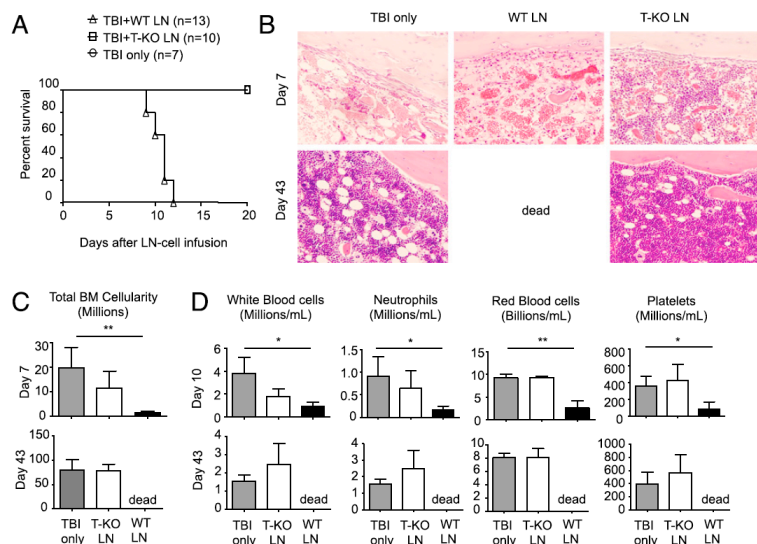 A
TBI+WT LN (n=13)
TBI+T-KO LN (n=10)
TBI only (n=7)
Percent survival
100
80
60
40
20
0
0 5 10 15 20
Days after LN-cell infusion
B
TBI only WT LN T-KO LN
Day 7
Day 43
dead
C
Total BM Cellularity
(Millions)
Day 7
30
20
10
0
**
Day 43
150
100
50
0
dead
TBI only T-KO LN WT LN
D
White Blood cells
(Millions/mL)
Day 10
6
4
2
0
*
Day 43
6
4
2
0
dead
TBI only T-KO LN WT LN
Neutrophils
(Millions/mL)
1.5
1.0
0.5
0
*
4
3
2
1
0
dead
TBI only T-KO LN WT LN
Red Blood cells
(Billions/mL)
15
10
5
0
**
10
8
6
4
2
0
dead
TBI only T-KO LN WT LN
Platelets
(Millions/mL)
800
600
400
200
0
*
1000
800
600
400
200
0
dead
TBI only T-KO LN WT LN